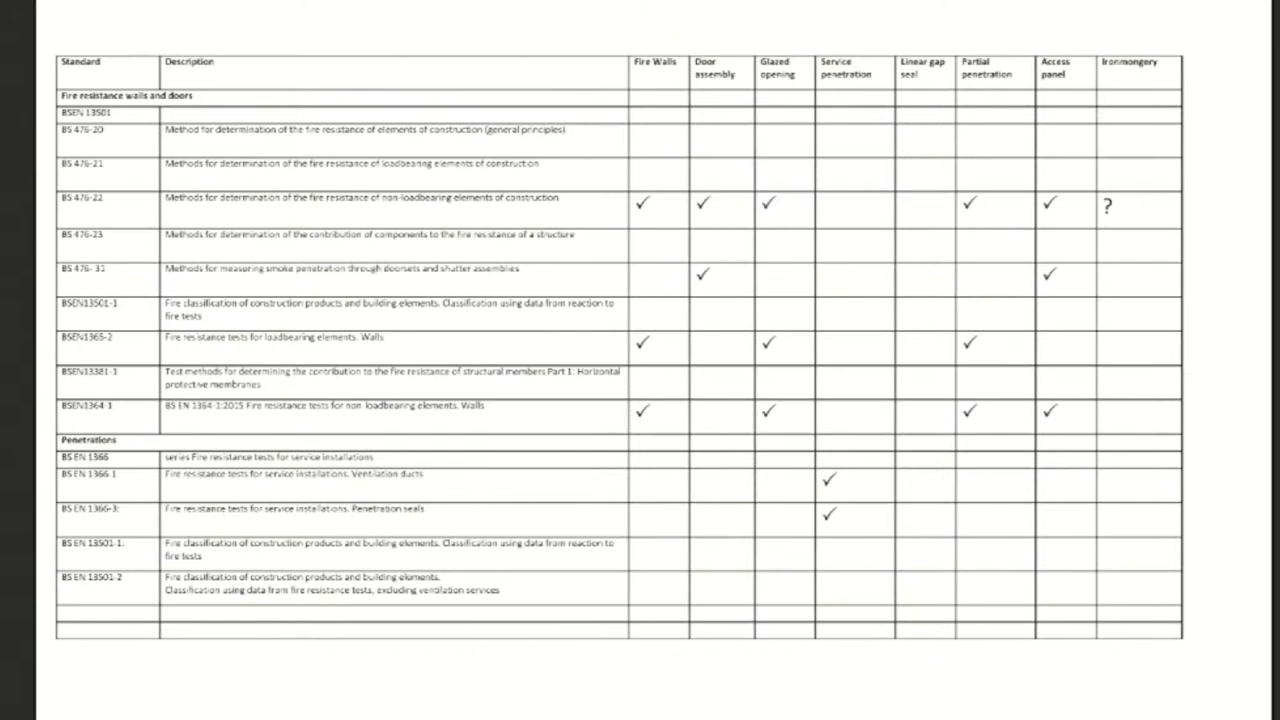 Standard Description Fire Walls Door assembly Glazed opening Service penetration Linear gap seal Partial penetration Access panel Ironmongery
Fire resistance walls and doors
BSEN 13501
BS 476-20 Method for determination of the fire resistance of elements of construction (general principles)
BS 476-21 Methods for determination of the fire resistance of loadbearing elements of construction
BS 476-22 Methods for determination of the fire resistance of non-loadbearing elements of construction ✓ ✓ ✓ ✓ ✓ ?
BS 476-23 Methods for determination of the contribution of components to the fire resistance of a structure
BS 476- 31 Methods for measuring smoke penetration through doorsets and shutter assemblies ✓ ✓
BSEN13501-1 Fire classification of construction products and building elements. Classification using data from reaction to
fire tests
BSEN1365-2 Fire resistance tests for loadbearing elements. Walls ✓ ✓ ✓
BSEN13381-1 Test methods for determining the contribution to the fire resistance of structural members Part 1: Horizontal
protective membranes
BSEN1364-1 BS EN 1364-1:2015 Fire resistance tests for non loadbearing elements. Walls ✓ ✓ ✓ ✓
Penetrations
BS EN 1366 series Fire resistance tests for service installations
BS EN 1366-1 Fire resistance tests for service installations. Ventilation ducts ✓
BS EN 1366-3: Fire resistance tests for service installations. Penetration seals ✓
BS EN 13501-1: Fire classification of construction products and building elements. Classification using data from reaction to
fire tests
BS EN 13501-2 Fire classification of construction products and building elements.
Classification using data from fire resistance tests, excluding ventilation services